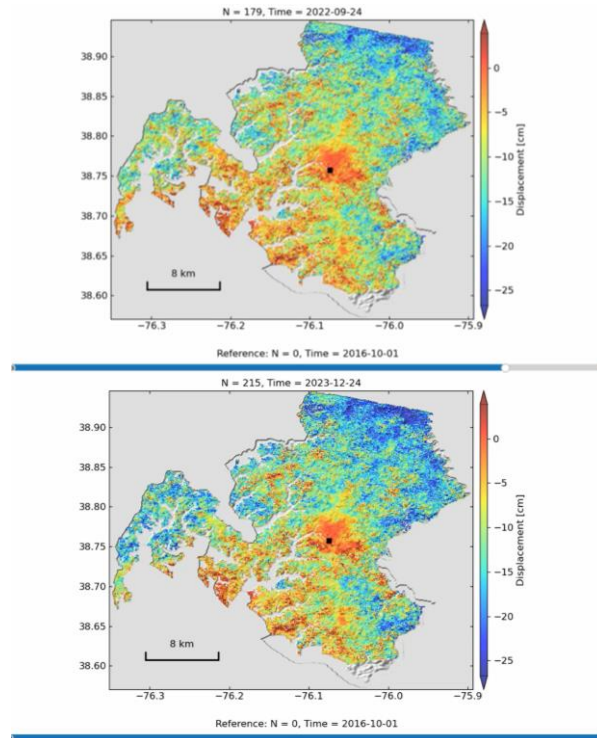 N = 179, Time = 2022-09-24
38.95
38.90
38.85
38.80
38.75
38.70
38.65
38.60
8 km
−76.3 −76.2 −76.1 −76.0 −75.9
0
−5
−10
−15
−20
−25
Displacement [cm]
Reference: N = 0, Time = 2016-10-01
N = 215, Time = 2023-12-24
38.90
38.85
38.80
38.75
38.70
38.65
38.60
8 km
−76.3 −76.2 −76.1 −76.0 −75.9
0
−5
−10
−15
−20
−25
Displacement [cm]
Reference: N = 0, Time = 2016-10-01